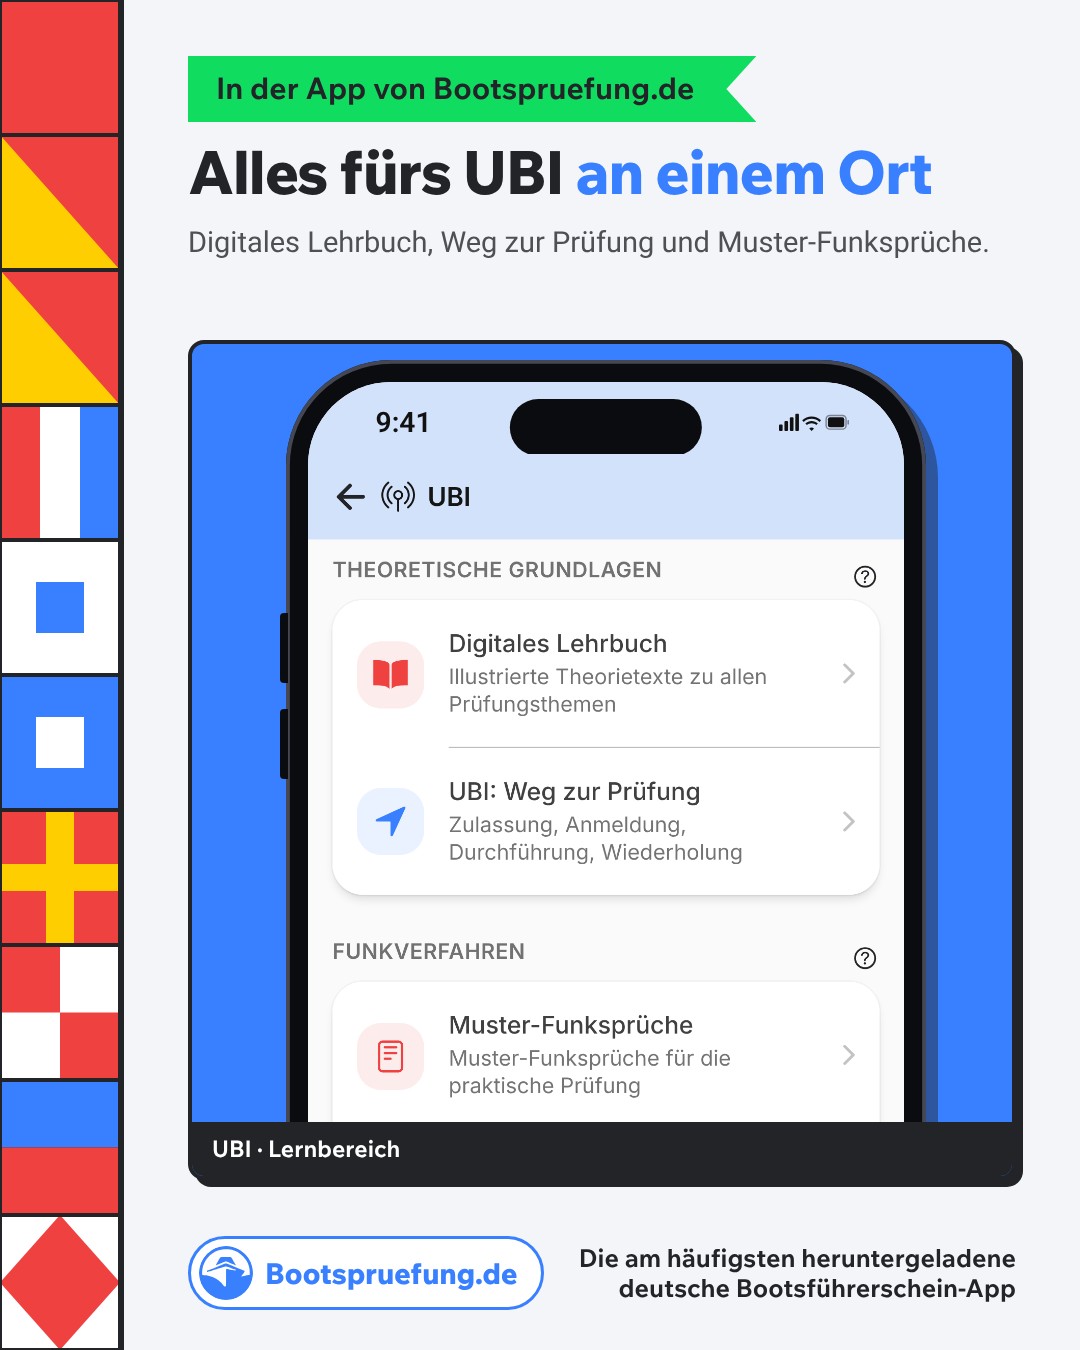 In der App von Bootspruefung.de
Alles fürs UBI an einem Ort
Digitales Lehrbuch, Weg zur Prüfung und Muster-Funksprüche.
9:41
UBI
THEORETISCHE GRUNDLAGEN
?
Digitales Lehrbuch
Illustrierte Theorietexte zu allen
Prüfungsthemen
UBI: Weg zur Prüfung
Zulassung, Anmeldung,
Durchführung, Wiederholung
FUNKVERFAHREN
?
Muster-Funksprüche
Muster-Funksprüche für die
praktische Prüfung
UBI · Lernbereich
Bootspruefung.de
Die am häufigsten heruntergeladene
deutsche Bootsführerschein-App